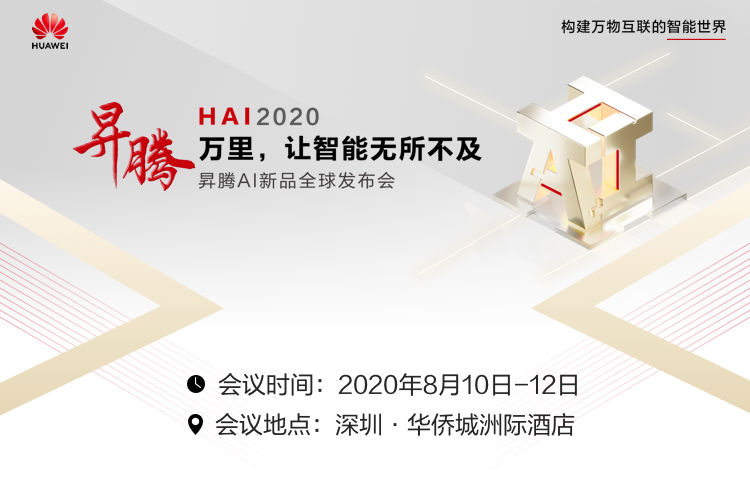 HUAWEI
构建万物互联的智能世界
昇腾
HAI2020
万里，让智能无所不及
昇腾AI新品全球发布会
AI
会议时间：2020年8月10日-12日
会议地点：深圳·华侨城洲际酒店